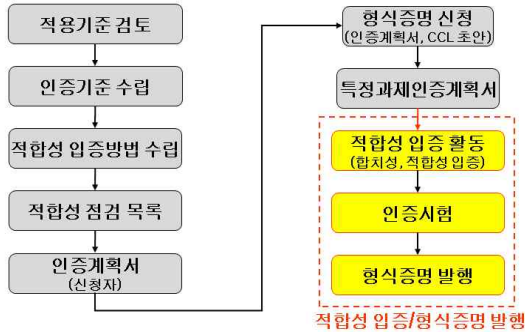 적용기준 검토
인증기준 수립
적합성 입증방법 수립
적합성 점검 목록
인증계획서
(신청자)
형식증명 신청
(인증계획서, CCL 초안)
특정과제인증계획서
적합성 입증 활동
(합치성, 적합성 입증)
인증시험
형식증명 발행
적합성 입증/형식증명 발행